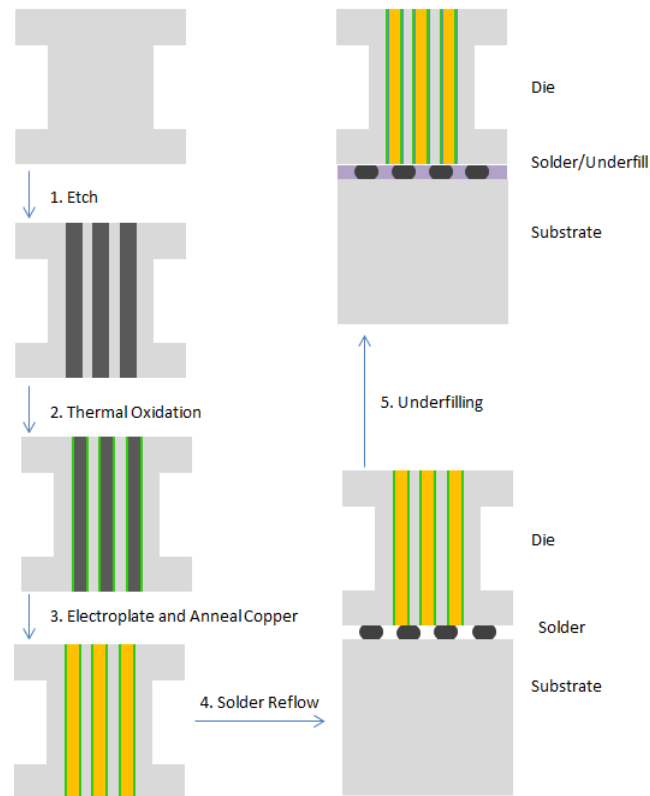 1. Etch
2. Thermal Oxidation
3. Electroplate and Anneal Copper
4. Solder Reflow
Die
Solder
Substrate
5. Underfilling
Die
Solder/Underfill
Substrate